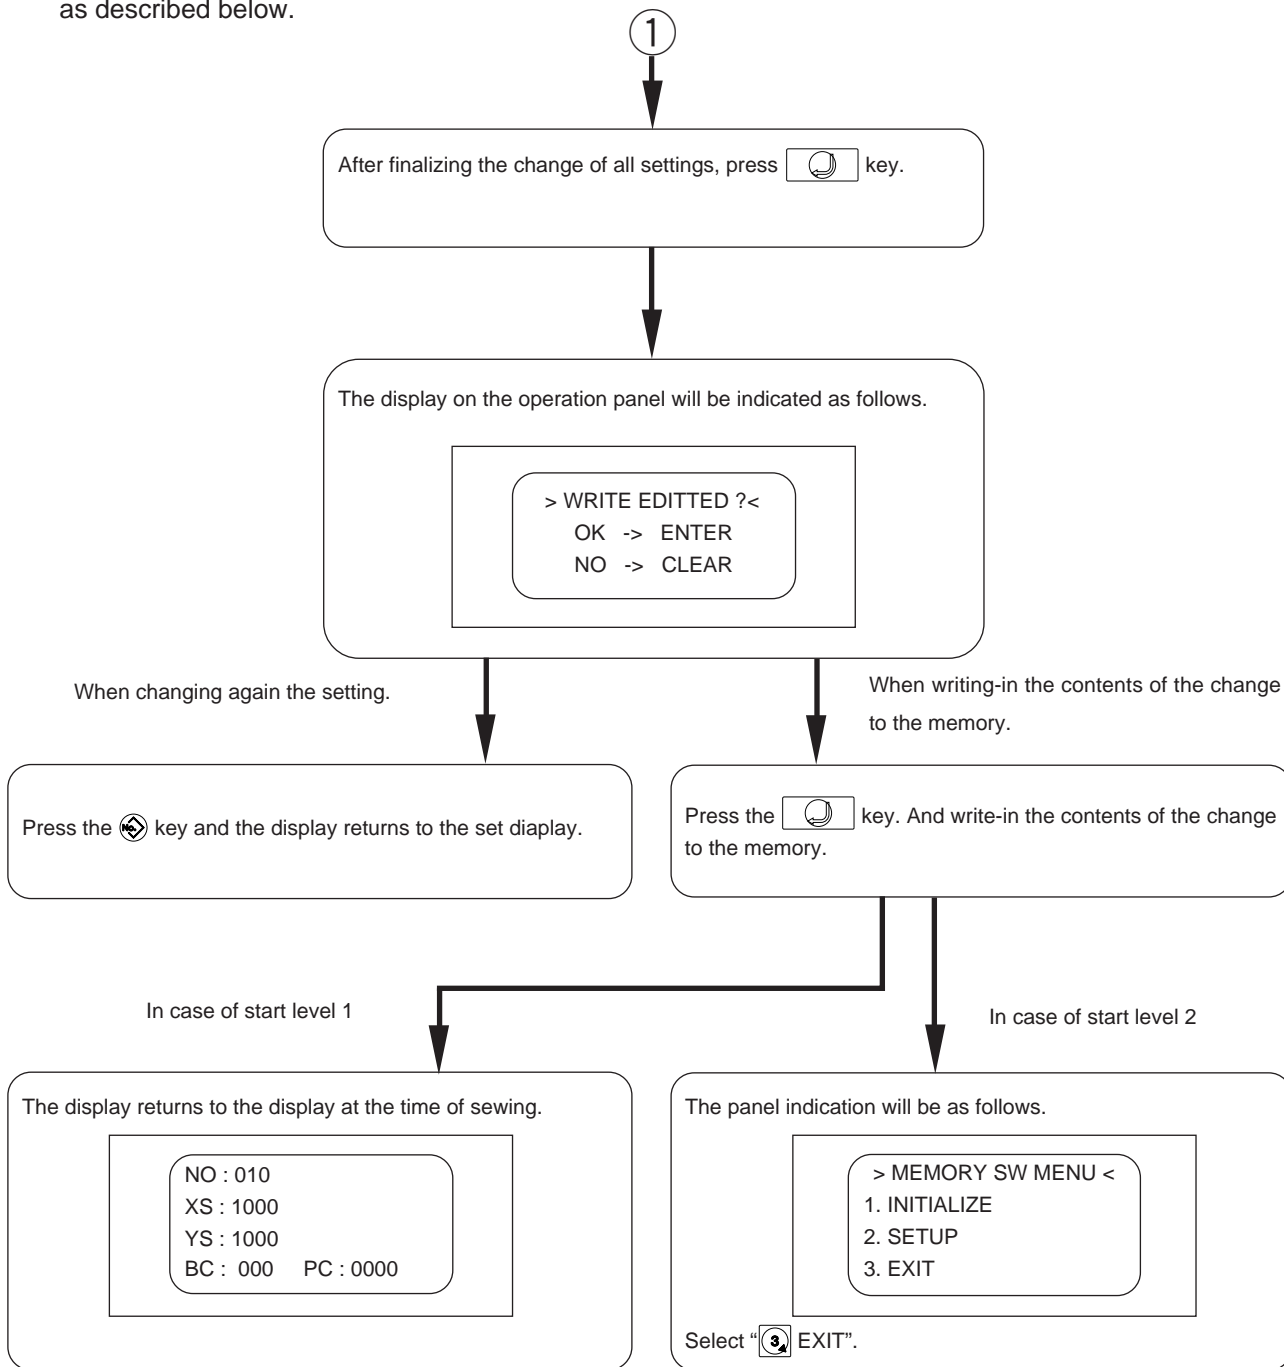 as described below.
1
After finalizing the change of all settings, press key.
The display on the operation panel will be indicated as follows.
> WRITE EDITTED ?<
OK -> ENTER
NO -> CLEAR
When changing again the setting.
When writing-in the contents of the change
to the memory.
Press the No. key and the display returns to the set diaplay.
Press the key. And write-in the contents of the change
to the memory.
In case of start level 1
In case of start level 2
The display returns to the display at the time of sewing.
NO : 010
XS : 1000
YS : 1000
BC : 000 PC : 0000
The panel indication will be as follows.
> MEMORY SW MENU <
1. INITIALIZE
2. SETUP
3. EXIT
Select “3 EXIT”.